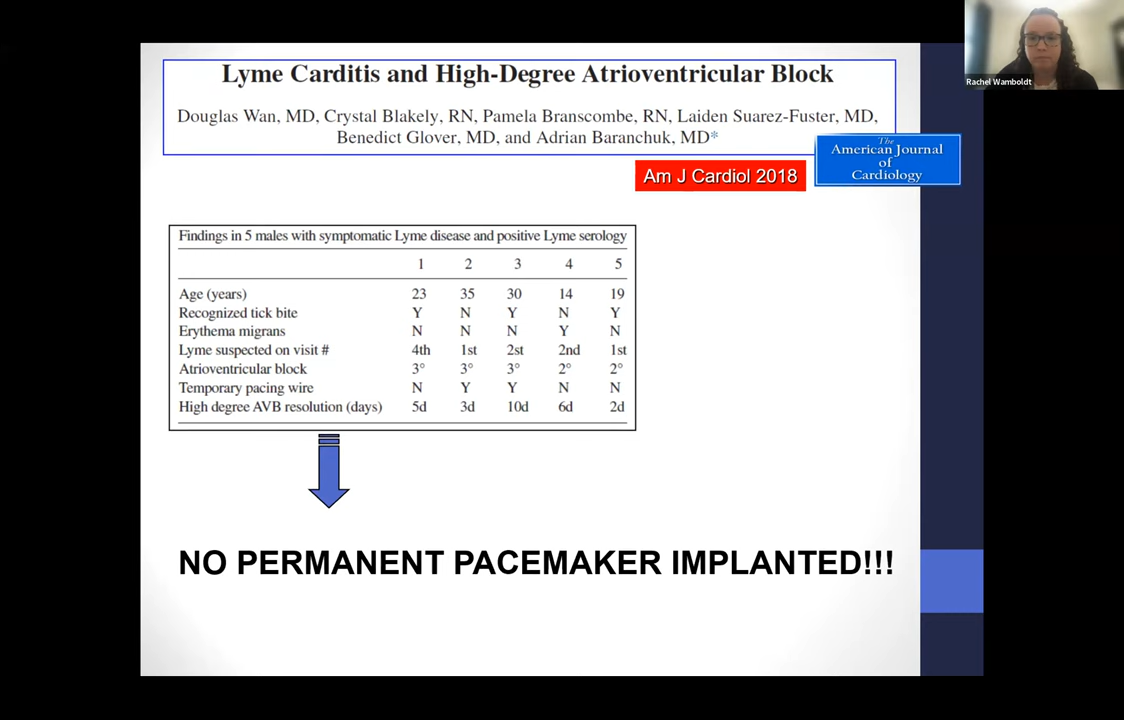 Lyme Carditis and High-Degree Atrioventricular Block
Douglas Wan, MD, Crystal Blakely, RN, Pamela Branscombe, RN, Laiden Suarez-Fuster, MD,
Benedict Glover, MD, and Adrian Baranchuk, MD*
The
American Journal
of
Cardiology
Am J Cardiol 2018
Findings in 5 males with symptomatic Lyme disease and positive Lyme serology
1 2 3 4 5
Age (years) 23 35 30 14 19
Recognized tick bite Y N Y N Y
Erythema migrans N N N Y N
Lyme suspected on visit # 4th 1st 2st 2nd 1st
Atrioventricular block 3° 3° 3° 2° 2°
Temporary pacing wire N Y Y N N
High degree AVB resolution (days) 5d 3d 10d 6d 2d
NO PERMANENT PACEMAKER IMPLANTED!!!
Rachel Wamboldt